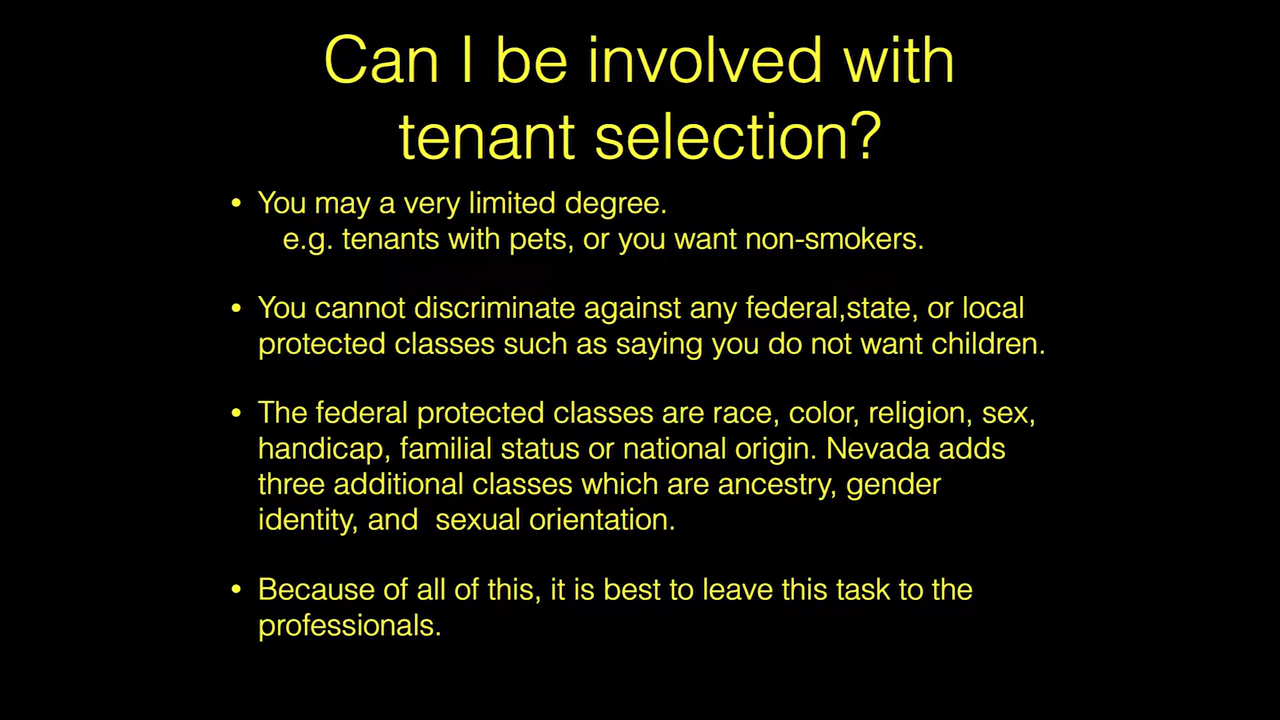 Can I be involved with
tenant selection?
• You may a very limited degree.
e.g. tenants with pets, or you want non-smokers.
• You cannot discriminate against any federal,state, or local
protected classes such as saying you do not want children.
• The federal protected classes are race, color, religion, sex,
handicap, familial status or national origin. Nevada adds
three additional classes which are ancestry, gender
identity, and  sexual orientation.
• Because of all of this, it is best to leave this task to the
professionals.